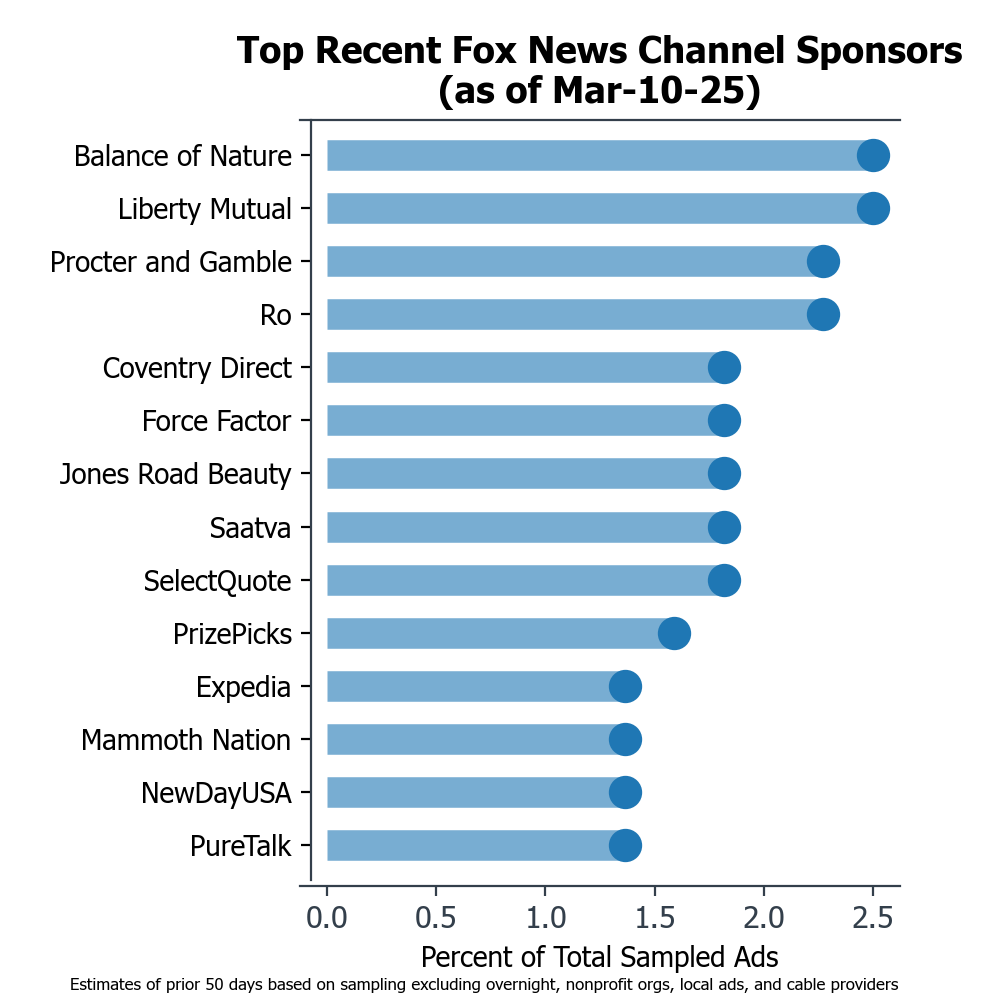 Top Recent Fox News Channel Sponsors
(as of Mar-10-25)
Balance of Nature
Liberty Mutual
Procter and Gamble
Ro
Coventry Direct
Force Factor
Jones Road Beauty
Saatva
SelectQuote
PrizePicks
Expedia
Mammoth Nation
NewDayUSA
PureTalk
0.0 0.5 1.0 1.5 2.0 2.5
Percent of Total Sampled Ads
Estimates of prior 50 days based on sampling excluding overnight, nonprofit orgs, local ads, and cable providers